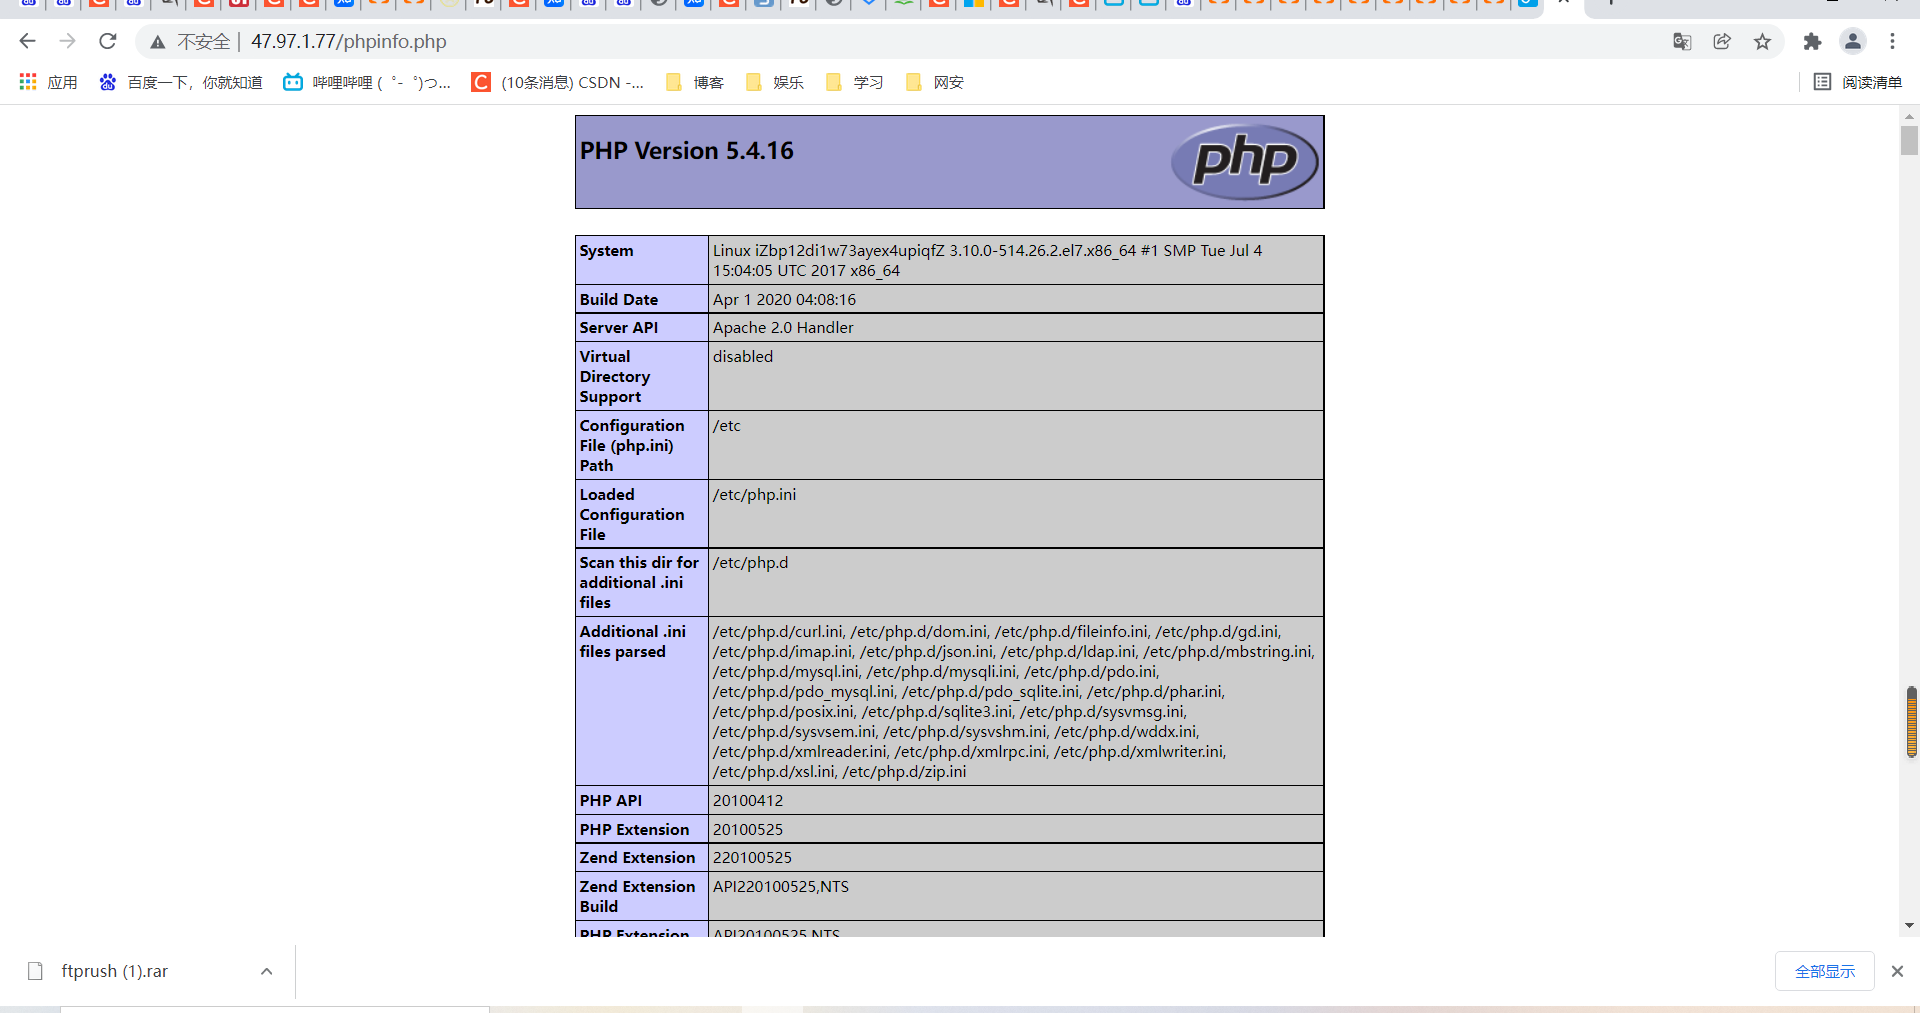 不安全 | 47.97.1.77/phpinfo.php
应用 百度一下，你就知道 哔哩哔哩 ( ゜- ゜)つ... (10条消息) CSDN -... 博客 娱乐 学习 网安 阅读清单
PHP Version 5.4.16
php
System
Linux iZbp12di1w73ayex4upiqfZ 3.10.0-514.26.2.el7.x86_64 #1 SMP Tue Jul 4
15:04:05 UTC 2017 x86_64
Build Date
Apr 1 2020 04:08:16
Server API
Apache 2.0 Handler
Virtual
Directory
Support
disabled
Configuration
File (php.ini)
Path
/etc
Loaded
Configuration
File
/etc/php.ini
Scan this dir for
additional .ini
files
/etc/php.d
Additional .ini
files parsed
/etc/php.d/curl.ini, /etc/php.d/dom.ini, /etc/php.d/fileinfo.ini, /etc/php.d/gd.ini,
/etc/php.d/imap.ini, /etc/php.d/json.ini, /etc/php.d/ldap.ini, /etc/php.d/mbstring.ini,
/etc/php.d/mysql.ini, /etc/php.d/mysqli.ini, /etc/php.d/pdo.ini,
/etc/php.d/pdo_mysql.ini, /etc/php.d/pdo_sqlite.ini, /etc/php.d/phar.ini,
/etc/php.d/posix.ini, /etc/php.d/sqlite3.ini, /etc/php.d/sysvmsg.ini,
/etc/php.d/sysvsem.ini, /etc/php.d/sysvshm.ini, /etc/php.d/wddx.ini,
/etc/php.d/xmlreader.ini, /etc/php.d/xmlrpc.ini, /etc/php.d/xmlwriter.ini,
/etc/php.d/xsl.ini, /etc/php.d/zip.ini
PHP API
20100412
PHP Extension
20100525
Zend Extension
220100525
Zend Extension
Build
API220100525,NTS
PHP Extension
API20100525,NTS
ftprush (1).rar
全部显示